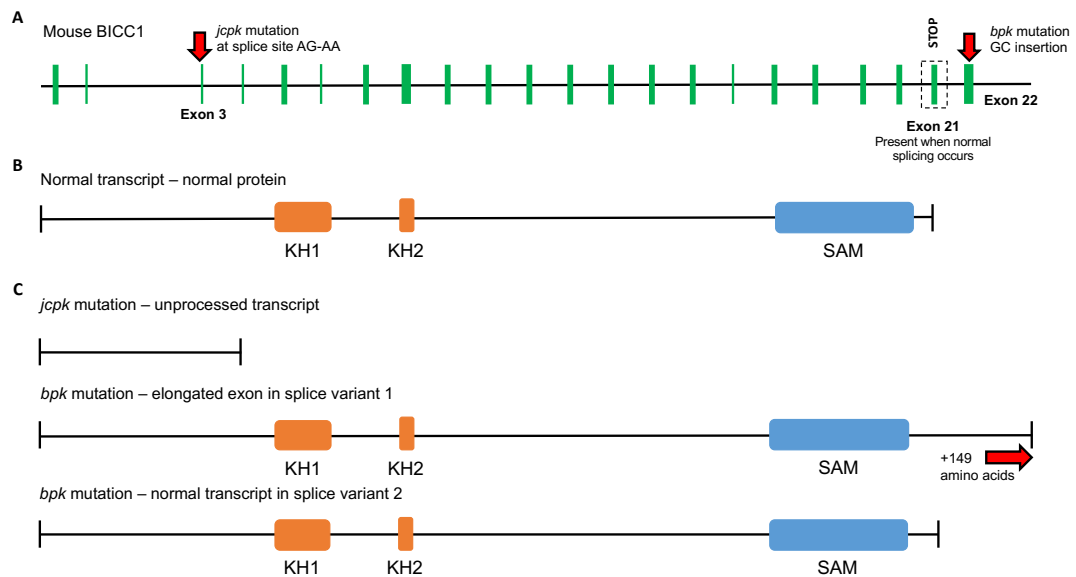 A
Mouse BICC1
jcpk mutation
at splice site AG-AA
STOP
bpk mutation
GC insertion
Exon 3
Exon 22
Exon 21
Present when normal
splicing occurs
B
Normal transcript – normal protein
KH1
KH2
SAM
C
jcpk mutation – unprocessed transcript
bpk mutation – elongated exon in splice variant 1
KH1
KH2
SAM
+149
amino acids
bpk mutation – normal transcript in splice variant 2
KH1
KH2
SAM